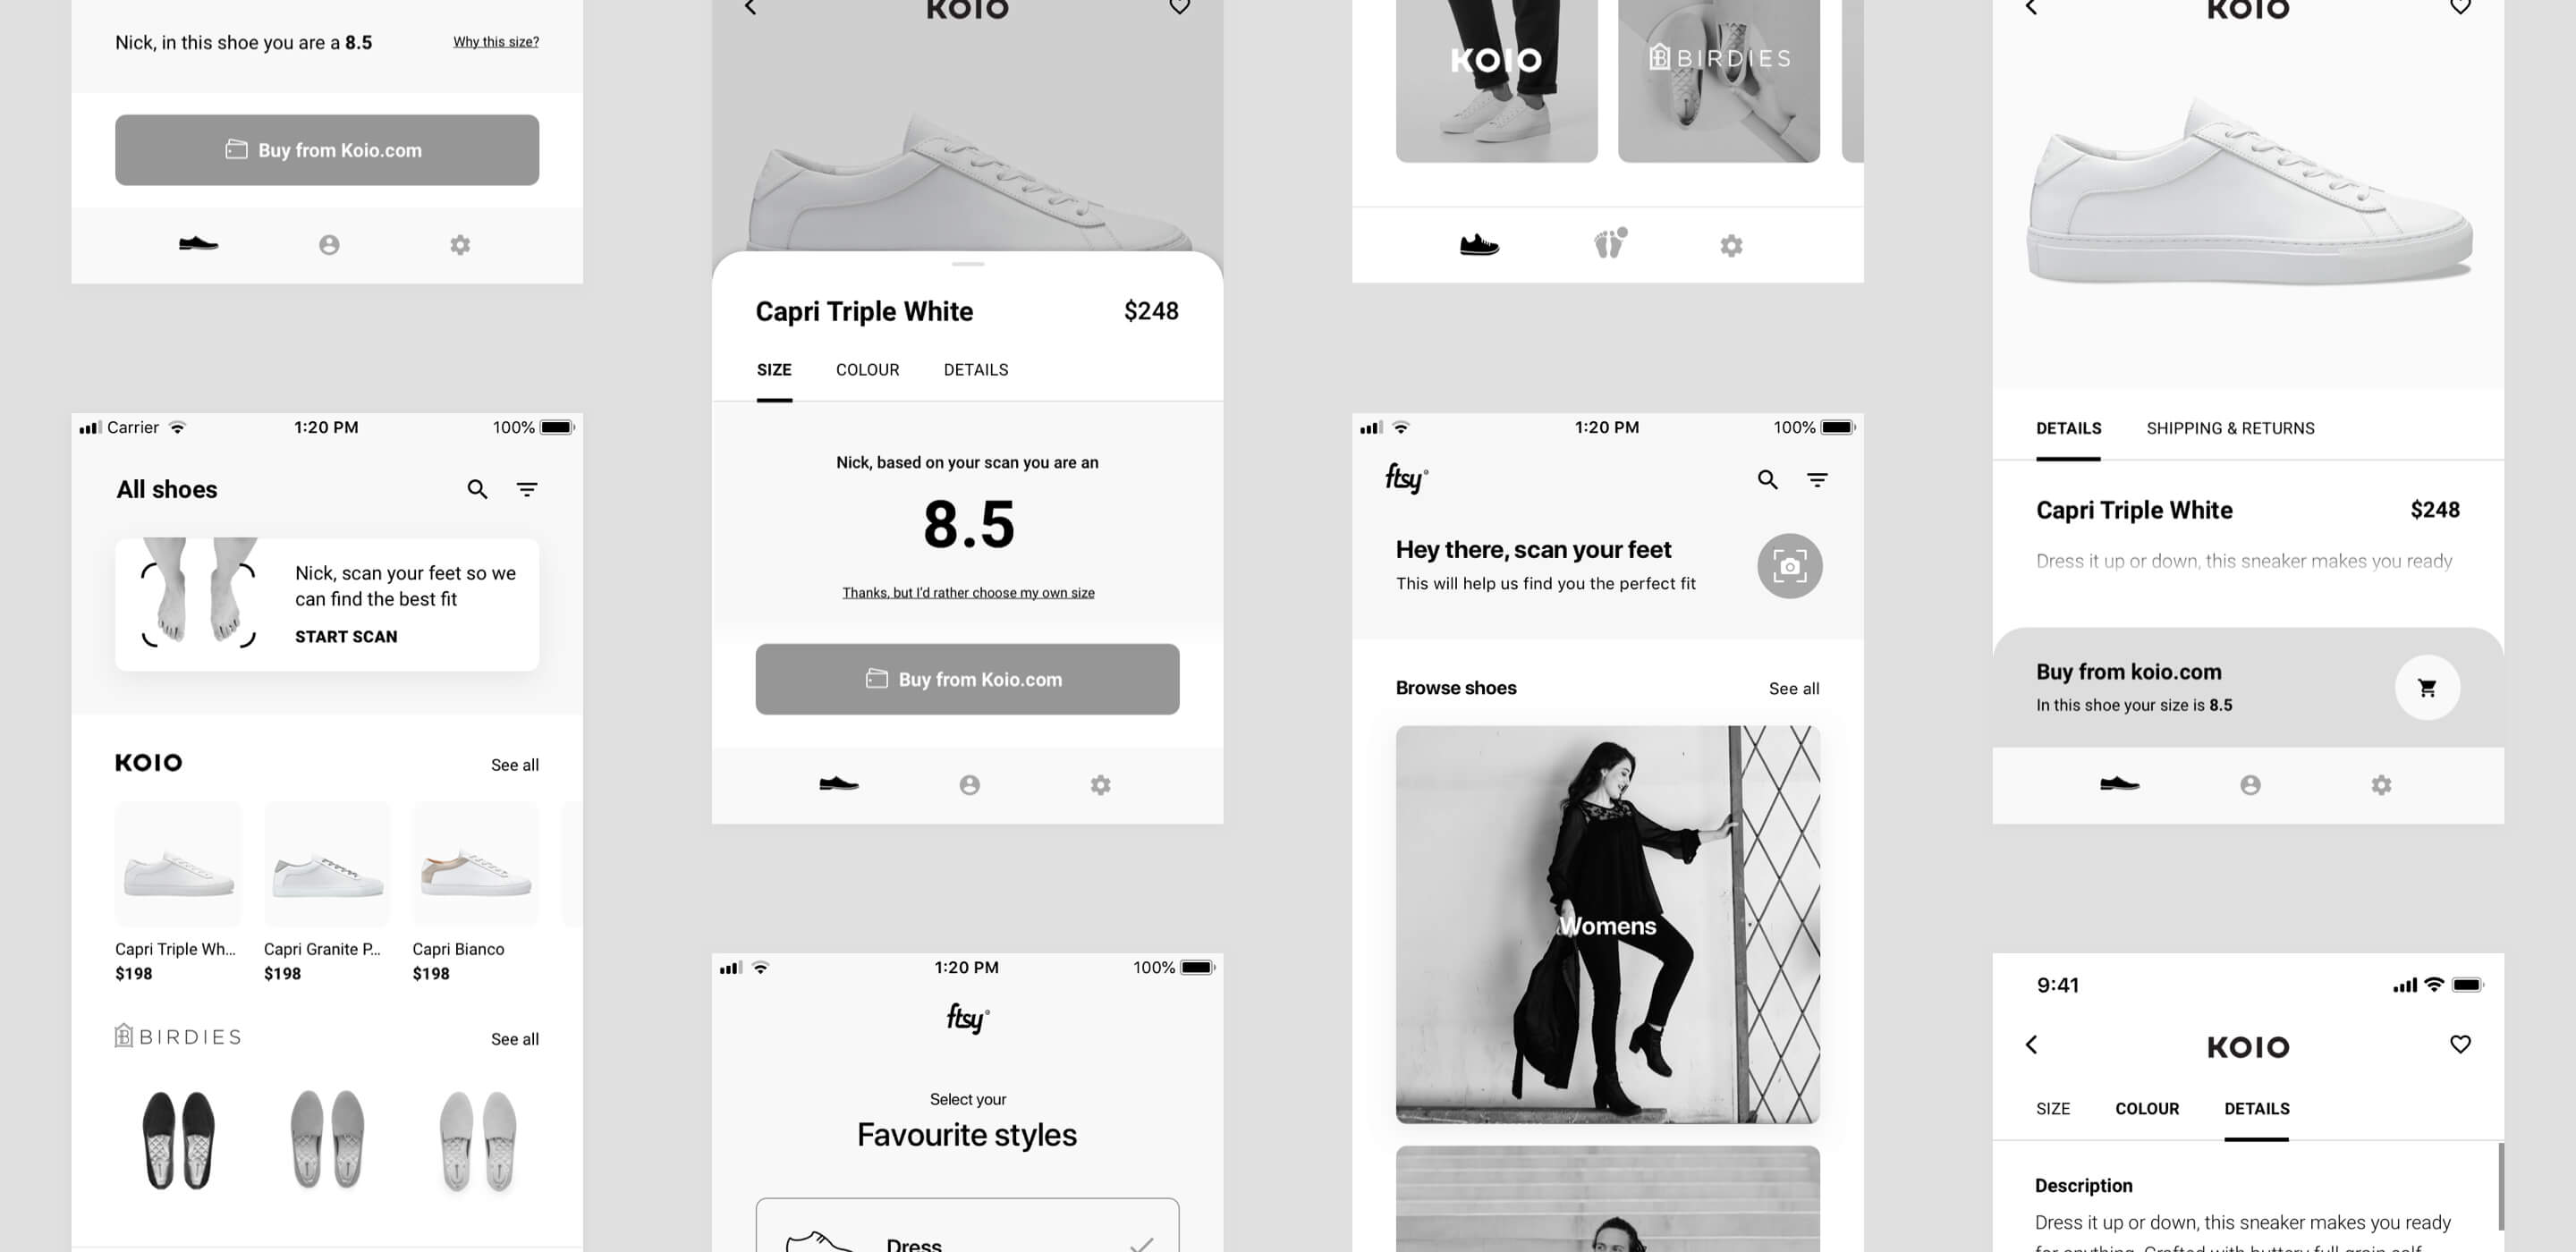 Nick, in this shoe you are a 8.5
Why this size?
Buy from Koio.com
Carrier
1:20 PM
100%
All shoes
Nick, scan your feet so we
can find the best fit
START SCAN
KOIO
See all
Capri Triple Wh...
$198
Capri Granite P...
$198
Capri Bianco
$198
BIRDIES
See all
KOIO
Capri Triple White
$248
SIZE
COLOUR
DETAILS
Nick, based on your scan you are an
8.5
Thanks, but I'd rather choose my own size
Buy from Koio.com
1:20 PM
100%
ftsy
Select your
Favourite styles
Dress
KOIO
BIRDIES
1:20 PM
100%
ftsy
Hey there, scan your feet
This will help us find you the perfect fit
Browse shoes
See all
Womens
KOIO
DETAILS
SHIPPING & RETURNS
Capri Triple White
$248
Dress it up or down, this sneaker makes you ready
Buy from koio.com
In this shoe your size is 8.5
9:41
KOIO
SIZE
COLOUR
DETAILS
Description
Dress it up or down, this sneaker makes you ready
for anything. Crafted with buttery full-grain calf